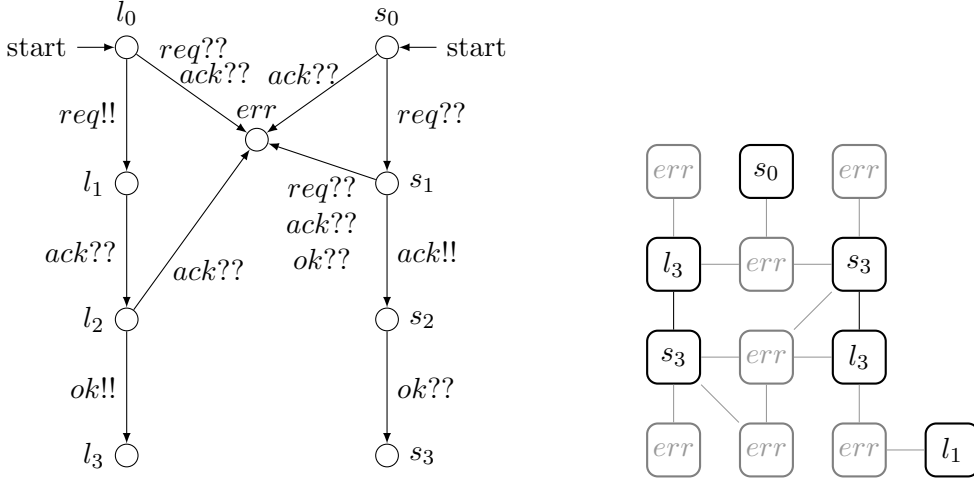 l₀ s₀
start start
req?? ack??
ack??
req!! err req??
l₁ s₁
req??
ack??
ok??
ack?? ack?? ack!!
l₂ s₂
ok!! ok??
l₃ s₃
err s₀ err
l₃ err s₃
s₃ err l₃
err err err l₁